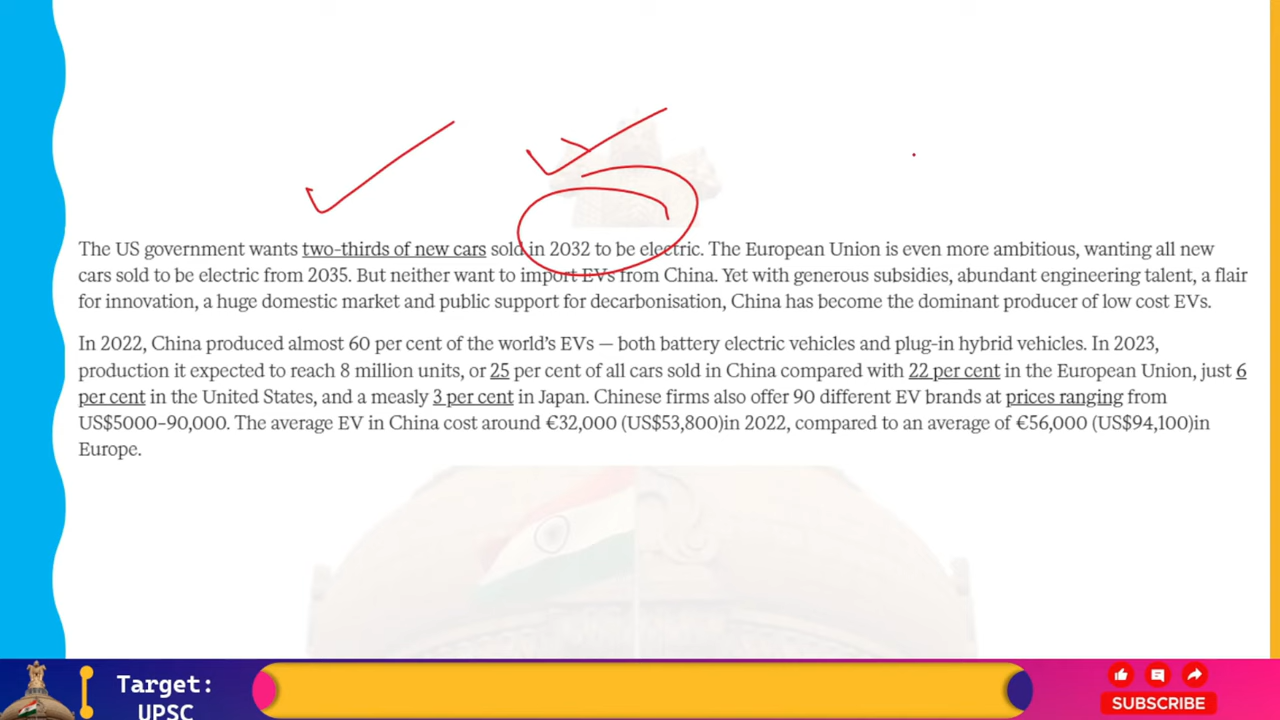 The US government wants two-thirds of new cars sold in 2032 to be electric. The European Union is even more ambitious, wanting all new
cars sold to be electric from 2035. But neither want to import EVs from China. Yet with generous subsidies, abundant engineering talent, a flair
for innovation, a huge domestic market and public support for decarbonisation, China has become the dominant producer of low cost EVs.
In 2022, China produced almost 60 per cent of the world's EVs — both battery electric vehicles and plug-in hybrid vehicles. In 2023,
production it expected to reach 8 million units, or 25 per cent of all cars sold in China compared with 22 per cent in the European Union, just 6
per cent in the United States, and a measly 3 per cent in Japan. Chinese firms also offer 90 different EV brands at prices ranging from
US$5000–90,000. The average EV in China cost around €32,000 (US$53,800)in 2022, compared to an average of €56,000 (US$94,100)in
Europe.
Target:
UPSC
SUBSCRIBE